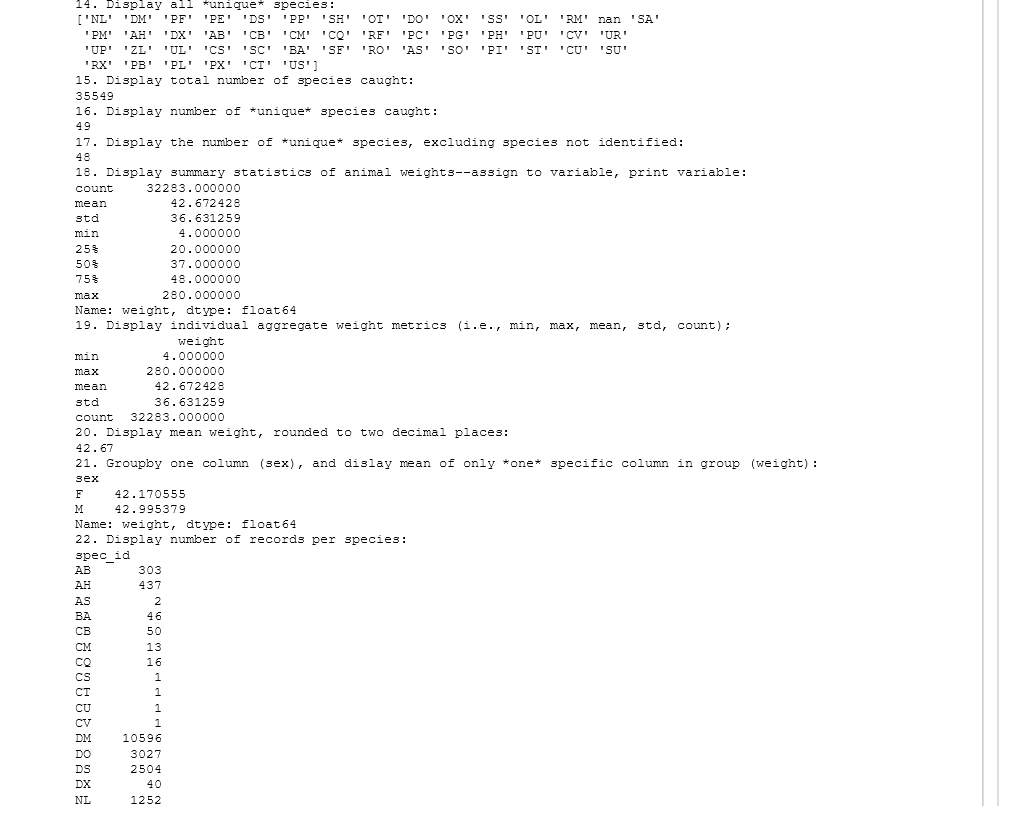 14. Display all *unique* species:
['NL' 'DM' 'PF' 'PE' 'DS' 'PP' 'SH' 'OT' 'DO' 'OX' 'SS' 'OL' 'RM' nan 'SA'
'PM' 'AH' 'DX' 'AB' 'CB' 'CM' 'CQ' 'RF' 'PC' 'PG' 'PH' 'PU' 'CV' 'UR'
'UP' 'ZL' 'UL' 'CS' 'SC' 'BA' 'SF' 'RO' 'AS' 'SO' 'PI' 'ST' 'CU' 'SU'
'RX' 'PB' 'PL' 'PX' 'CT' 'US']
15. Display total number of species caught:
35549
16. Display number of *unique* species caught:
49
17. Display the number of *unique* species, excluding species not identified:
48
18. Display summary statistics of animal weights--assign to variable, print variable:
count 32283.000000
mean 42.672428
std 36.631259
min 4.000000
25% 20.000000
50% 37.000000
75% 48.000000
max 280.000000
Name: weight, dtype: float64
19. Display individual aggregate weight metrics (i.e., min, max, mean, std, count);
weight
min 4.000000
max 280.000000
mean 42.672428
std 36.631259
count 32283.000000
20. Display mean weight, rounded to two decimal places:
42.67
21. Groupby one column (sex), and dislay mean of only *one* specific column in group (weight):
sex
F 42.170555
M 42.995379
Name: weight, dtype: float64
22. Display number of records per species:
spec_id
AB 303
AH 437
AS 2
BA 46
CB 50
CM 13
CQ 16
CS 1
CT 1
CU 1
CV 1
DM 10596
DO 3027
DS 2504
DX 40
NL 1252